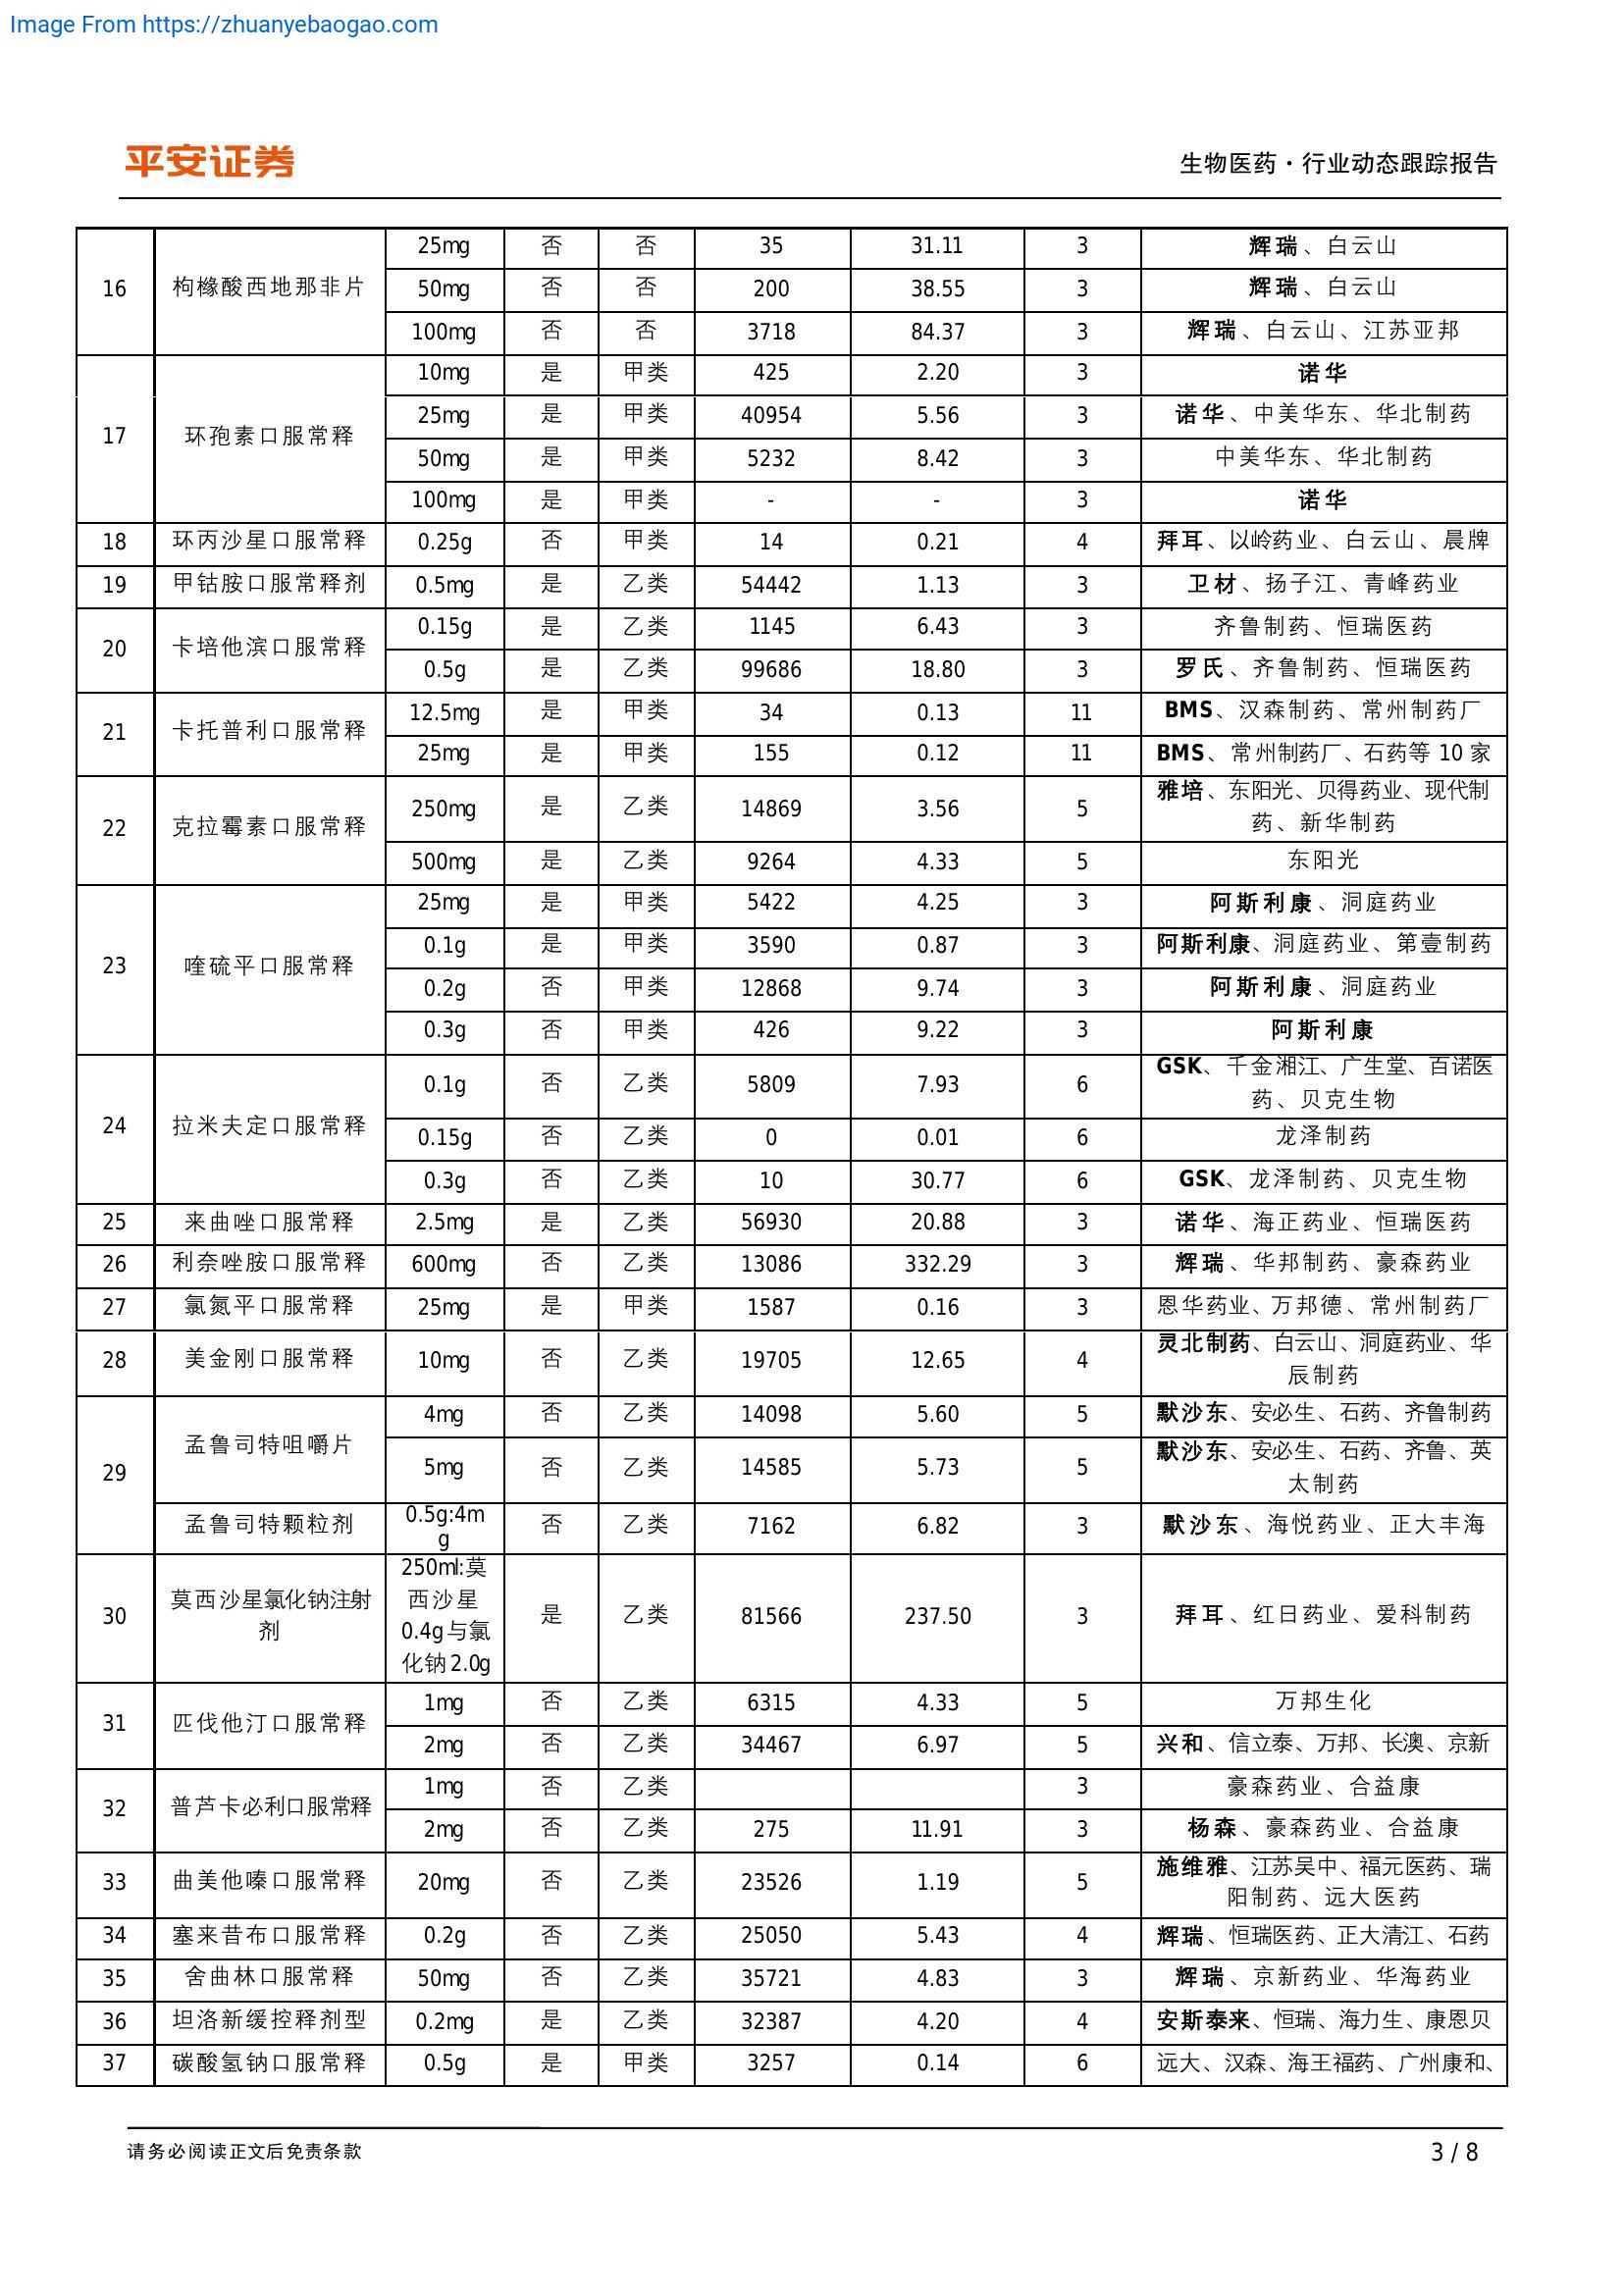 Image From https://zhuanyebaogao.com
平安证券
生物医药·行业动态跟踪报告
16 枸橼酸西地那非片 25mg 否 否 35 31.11 3 辉瑞、白云山
50mg 否 否 200 38.55 3 辉瑞、白云山
100mg 否 否 3718 84.37 3 辉瑞、白云山、江苏亚邦
17 环孢素口服常释 10mg 是 甲类 425 2.20 3 诺华
25mg 是 甲类 40954 5.56 3 诺华、中美华东、华北制药
50mg 是 甲类 5232 8.42 3 中美华东、华北制药
100mg 是 甲类 - - 3 诺华
18 环丙沙星口服常释 0.25g 否 甲类 14 0.21 4 拜耳、以岭药业、白云山、晨牌
19 甲钴胺口服常释剂 0.5mg 是 乙类 54442 1.13 3 卫材、扬子江、青峰药业
20 卡培他滨口服常释 0.15g 是 乙类 1145 6.43 3 齐鲁制药、恒瑞医药
0.5g 是 乙类 99686 18.80 3 罗氏、齐鲁制药、恒瑞医药
21 卡托普利口服常释 12.5mg 是 甲类 34 0.13 11 BMS、汉森制药、常州制药厂
25mg 是 甲类 155 0.12 11 BMS、常州制药厂、石药等 10 家
22 克拉霉素口服常释 250mg 是 乙类 14869 3.56 5 雅培、东阳光、贝得药业、现代制
药、新华制药
500mg 是 乙类 9264 4.33 5 东阳光
23 喹硫平口服常释 25mg 是 甲类 5422 4.25 3 阿斯利康、洞庭药业
0.1g 是 甲类 3590 0.87 3 阿斯利康、洞庭药业、第壹制药
0.2g 否 甲类 12868 9.74 3 阿斯利康、洞庭药业
0.3g 否 甲类 426 9.22 3 阿斯利康
24 拉米夫定口服常释 0.1g 否 乙类 5809 7.93 6 GSK、千金湘江、广生堂、百诺医
药、贝克生物
0.15g 否 乙类 0 0.01 6 龙泽制药
0.3g 否 乙类 10 30.77 6 GSK、龙泽制药、贝克生物
25 来曲唑口服常释 2.5mg 是 乙类 56930 20.88 3 诺华、海正药业、恒瑞医药
26 利奈唑胺口服常释 600mg 否 乙类 13086 332.29 3 辉瑞、华邦制药、豪森药业
27 氯氮平口服常释 25mg 是 甲类 1587 0.16 3 恩华药业、万邦德、常州制药厂
28 美金刚口服常释 10mg 否 乙类 19705 12.65 4 灵北制药、白云山、洞庭药业、华
辰制药
29 孟鲁司特咀嚼片 4mg 否 乙类 14098 5.60 5 默沙东、安必生、石药、齐鲁制药
5mg 否 乙类 14585 5.73 5 默沙东、安必生、石药、齐鲁、英
太制药
孟鲁司特颗粒剂 0.5g:4m 否 乙类 7162 6.82 3 默沙东、海悦药业、正大丰海
g
30 莫西沙星氯化钠注射 250ml:莫 是 乙类 81566 237.50 3 拜耳、红日药业、爱科制药
剂 西沙星
0.4g 与氯
化钠 2.0g
31 匹伐他汀口服常释 1mg 否 乙类 6315 4.33 5 万邦生化
2mg 否 乙类 34467 6.97 5 兴和、信立泰、万邦、长澳、京新
32 普芦卡必利口服常释 1mg 否 乙类 3 豪森药业、合益康
2mg 否 乙类 275 11.91 3 杨森、豪森药业、合益康
33 曲美他嗪口服常释 20mg 否 乙类 23526 1.19 5 施维雅、江苏吴中、福元医药、瑞
阳制药、远大医药
34 塞来昔布口服常释 0.2g 否 乙类 25050 5.43 4 辉瑞、恒瑞医药、正大清江、石药
35 舍曲林口服常释 50mg 否 乙类 35721 4.83 3 辉瑞、京新药业、华海药业
36 坦洛新缓控释剂型 0.2mg 是 乙类 32387 4.20 4 安斯泰来、恒瑞、海力生、康恩贝
37 碳酸氢钠口服常释 0.5g 是 甲类 3257 0.14 6 远大、汉森、海王福药、广州康和、
请务必阅读正文后免责条款
3 / 8